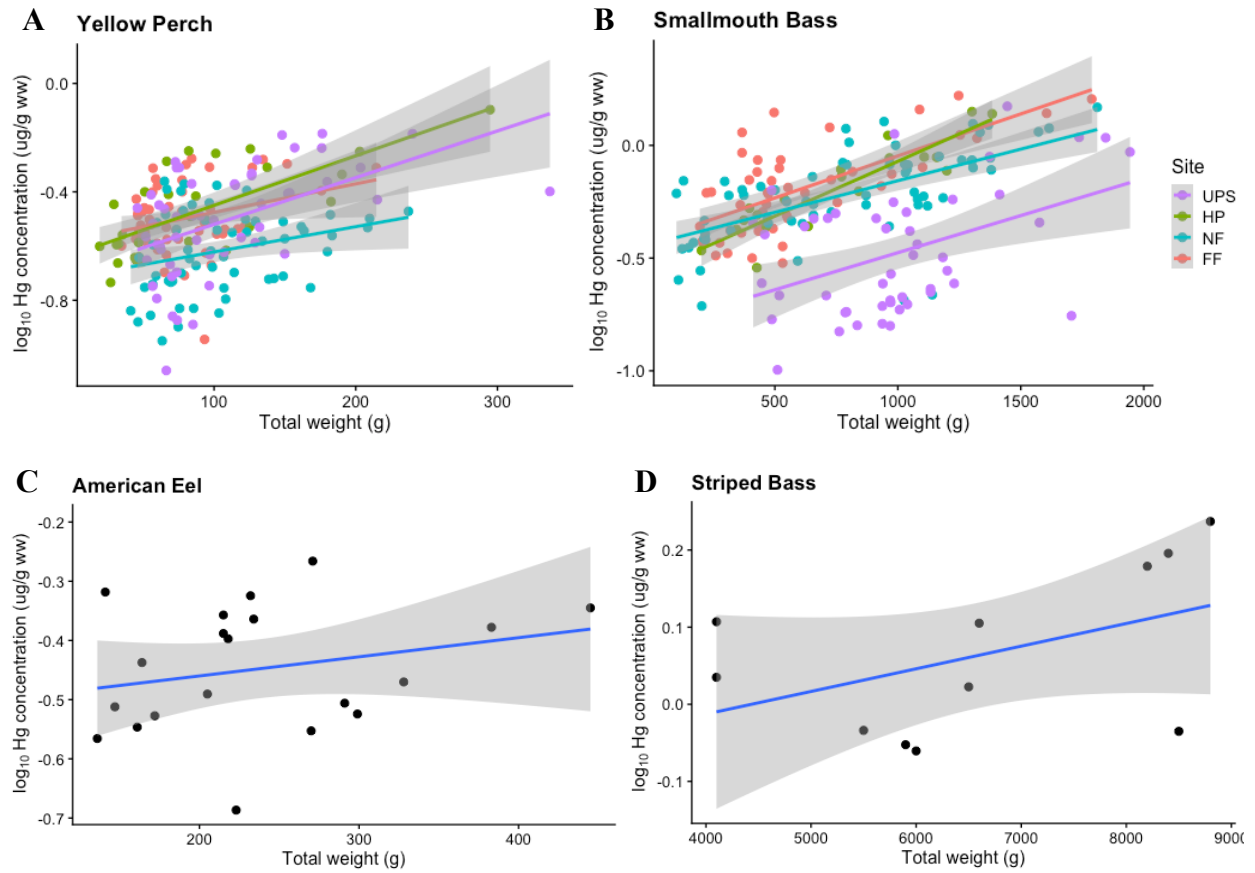 A
Yellow Perch
0.0
-0.4
-0.8
log₁₀ Hg concentration (ug/g ww)
100
200
300
Total weight (g)
B
Smallmouth Bass
0.0
-0.5
-1.0
log₁₀ Hg concentration (ug/g ww)
500
1000
1500
2000
Total weight (g)
Site
UPS
HP
NF
FF
C
American Eel
-0.2
-0.3
-0.4
-0.5
-0.6
-0.7
log₁₀ Hg concentration (ug/g ww)
200
300
400
Total weight (g)
D
Striped Bass
0.2
0.1
0.0
-0.1
log₁₀ Hg concentration (ug/g ww)
4000
5000
6000
7000
8000
9000
Total weight (g)